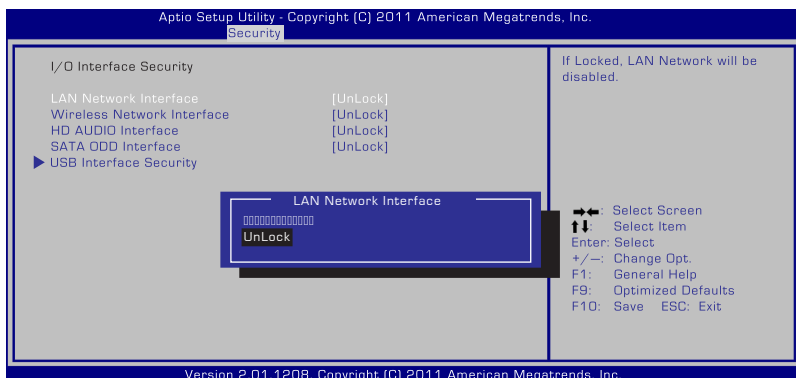 Aptio Setup Utility - Copyright (C) 2011 American Megatrends, Inc.
Security
I/O Interface Security
LAN Network Interface [UnLock]
Wireless Network Interface [UnLock]
HD AUDIO Interface [UnLock]
SATA ODD Interface [UnLock]
USB Interface Security
If Locked, LAN Network will be
disabled.
LAN Network Interface
UnLock
→←: Select Screen
↑↓: Select Item
Enter: Select
+/—: Change Opt.
F1: General Help
F9: Optimized Defaults
F10: Save ESC: Exit
Version 2.01.1208. Copyright (C) 2011 American Megatrends, Inc.